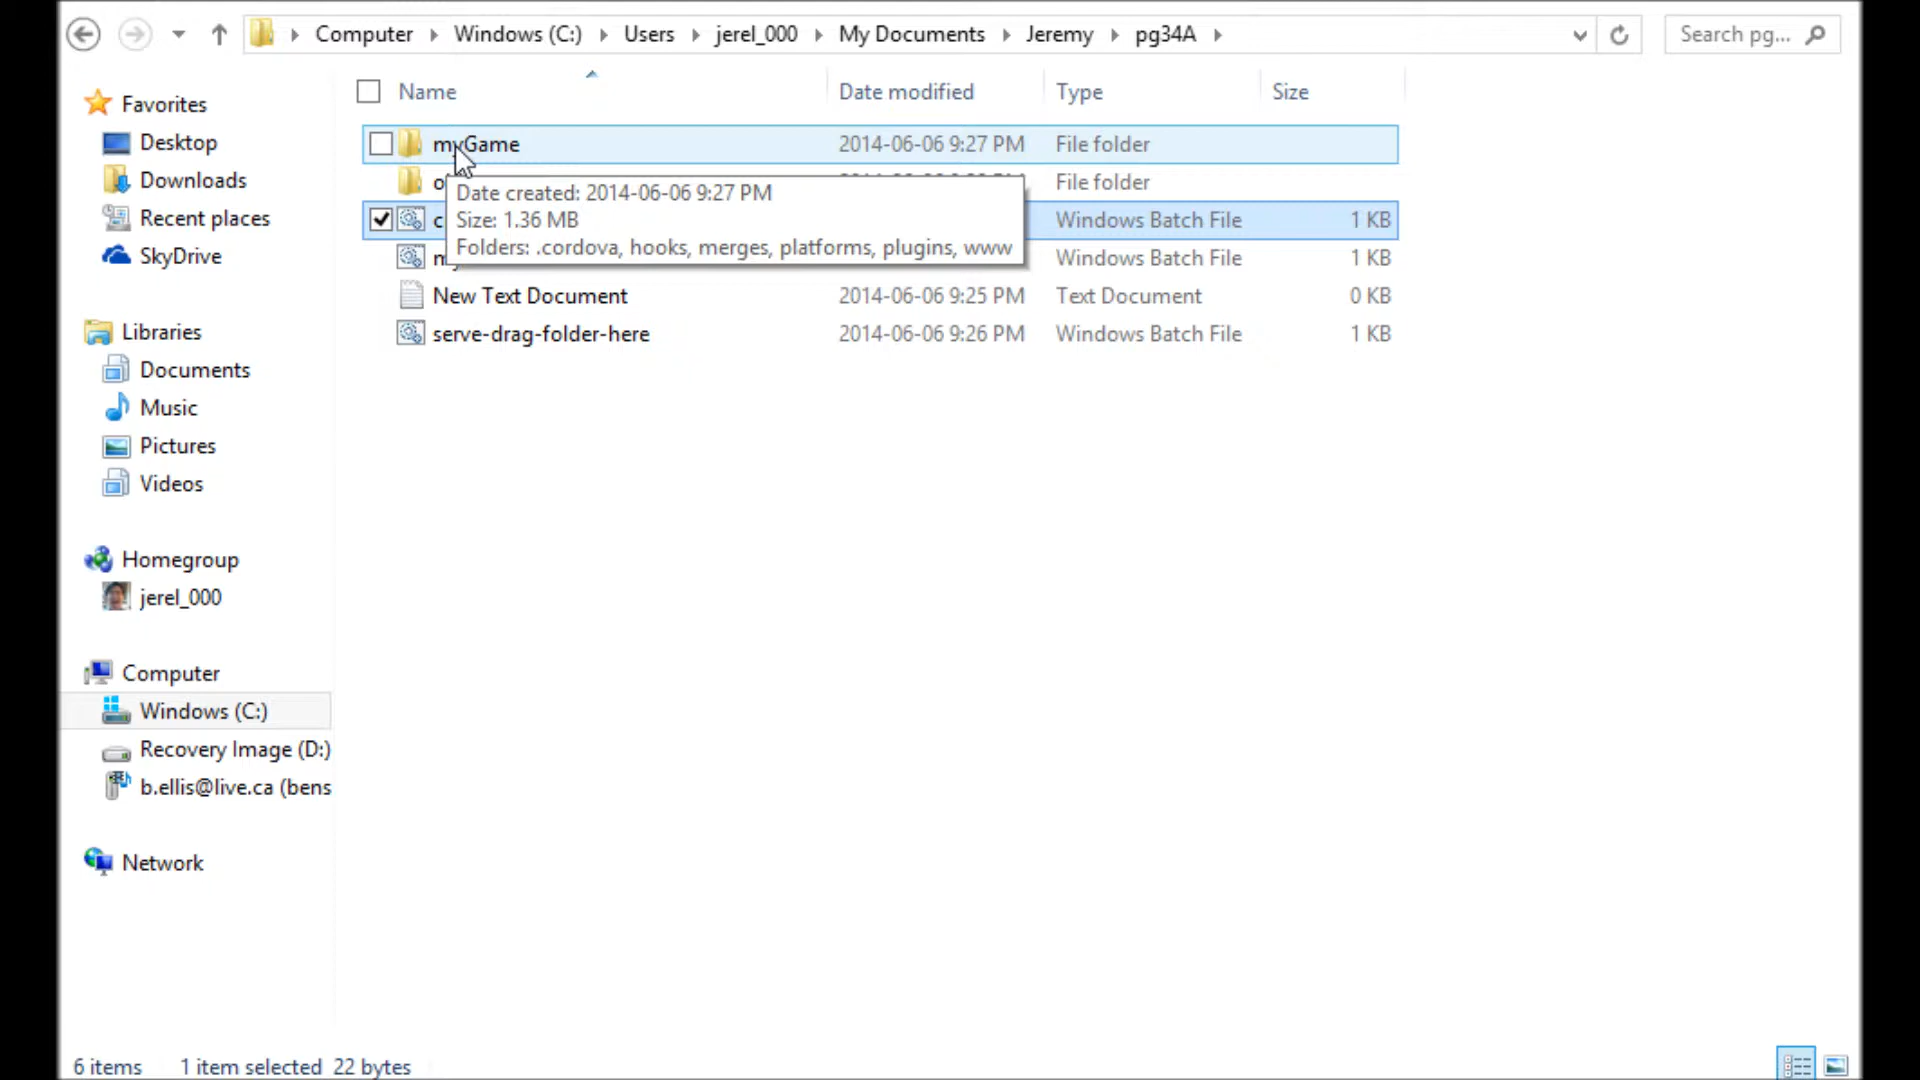 Computer Windows (C:) Users jerel_000 My Documents Jeremy pg34A Search pg...
Name Date modified Type Size
Favorites
Desktop
Downloads
Recent places
SkyDrive
Libraries
Documents
Music
Pictures
Videos
Homegroup
jerel_000
Computer
Windows (C:)
Recovery Image (D:)
b.ellis@live.ca (bens
Network
myGame 2014-06-06 9:27 PM File folder
o File folder
c Windows Batch File 1 KB
Windows Batch File 1 KB
New Text Document 2014-06-06 9:25 PM Text Document 0 KB
serve-drag-folder-here 2014-06-06 9:26 PM Windows Batch File 1 KB
Date created: 2014-06-06 9:27 PM
Size: 1.36 MB
Folders: .cordova, hooks, merges, platforms, plugins, www
6 items 1 item selected 22 bytes